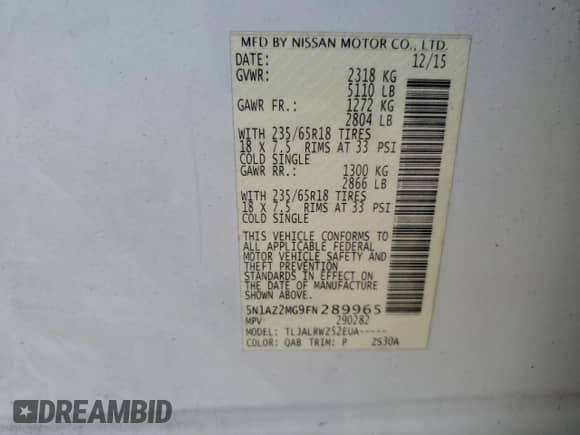 MFD BY NISSAN MOTOR CO., LTD.
DATE: 12/15
GVWR: 2318 KG
5110 LB
GAWR FR.: 1272 KG
2804 LB
WITH 235/65R18 TIRES
18 X 7.5 RIMS AT 33 PSI
COLD SINGLE
GAWR RR.: 1300 KG
2866 LB
WITH 235/65R18 TIRES
18 X 7.5 RIMS AT 33 PSI
COLD SINGLE
THIS VEHICLE CONFORMS TO
ALL APPLICABLE FEDERAL
MOTOR VEHICLE SAFETY AND
THEFT PREVENTION
STANDARDS IN EFFECT ON
THE DATE OF MANUFACTURE
SHOWN ABOVE.
5N1AZ2MG9FN289965
MPV 290282
MODEL: TLJALRWZ52EUA-----
COLOR: QAB TRIM: P 2S30A
DREAMBID